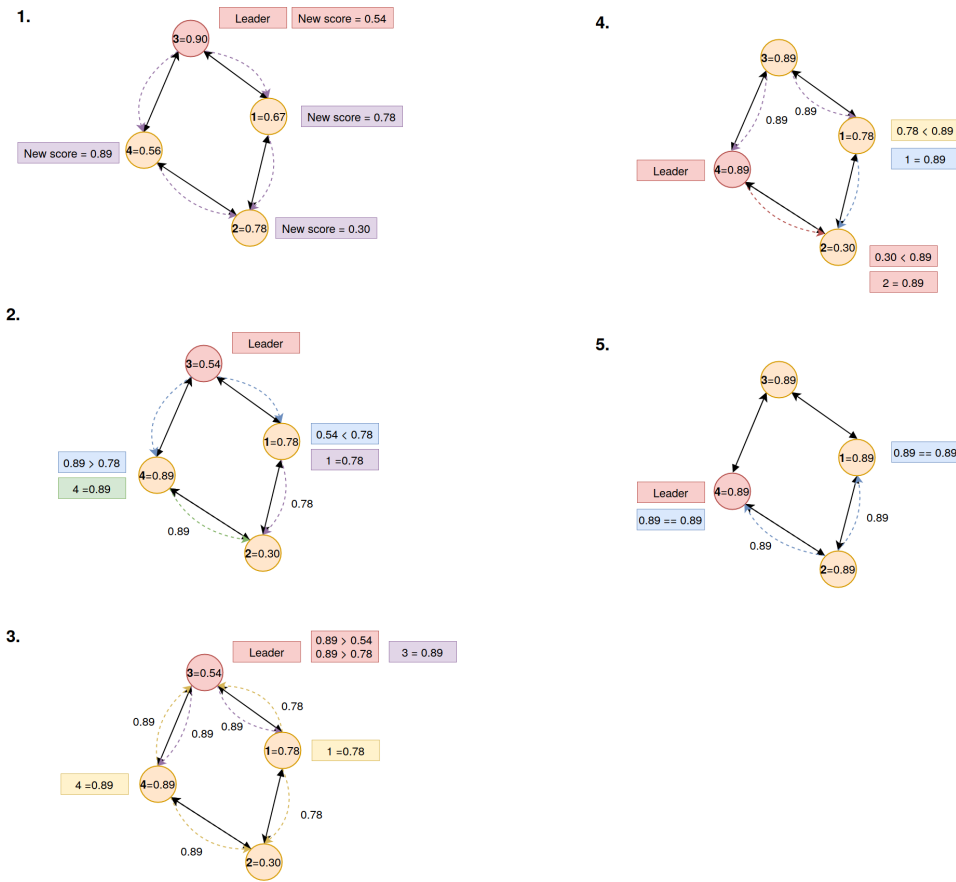 1.
Leader
New score = 0.54
3=0.90
1=0.67
New score = 0.78
New score = 0.89
4=0.56
2=0.78
New score = 0.30
2.
Leader
3=0.54
0.54 < 0.78
1=0.78
1 =0.78
0.89 > 0.78
4=0.89
4 =0.89
0.78
0.89
2=0.30
3.
Leader
0.89 > 0.54
0.89 > 0.78
3 = 0.89
3=0.54
0.78
0.89
0.89
0.89
1=0.78
1 =0.78
4=0.89
4 =0.89
0.78
0.89
2=0.30
4.
3=0.89
0.89
0.89
1=0.78
0.78 < 0.89
1 = 0.89
Leader
4=0.89
2=0.30
0.30 < 0.89
2 = 0.89
5.
3=0.89
1=0.89
0.89 == 0.89
Leader
4=0.89
0.89 == 0.89
0.89
0.89
2=0.89